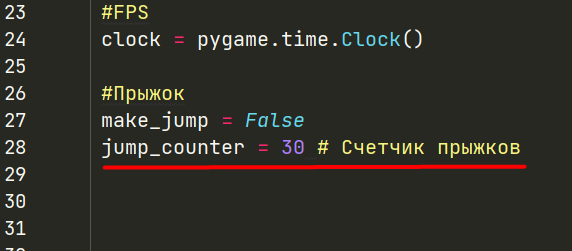 23 #FPS
24 clock = pygame.time.Clock()
25
26 #Прыжок
27 make_jump = False
28 jump_counter = 30 # Счетчик прыжков
29
30
31